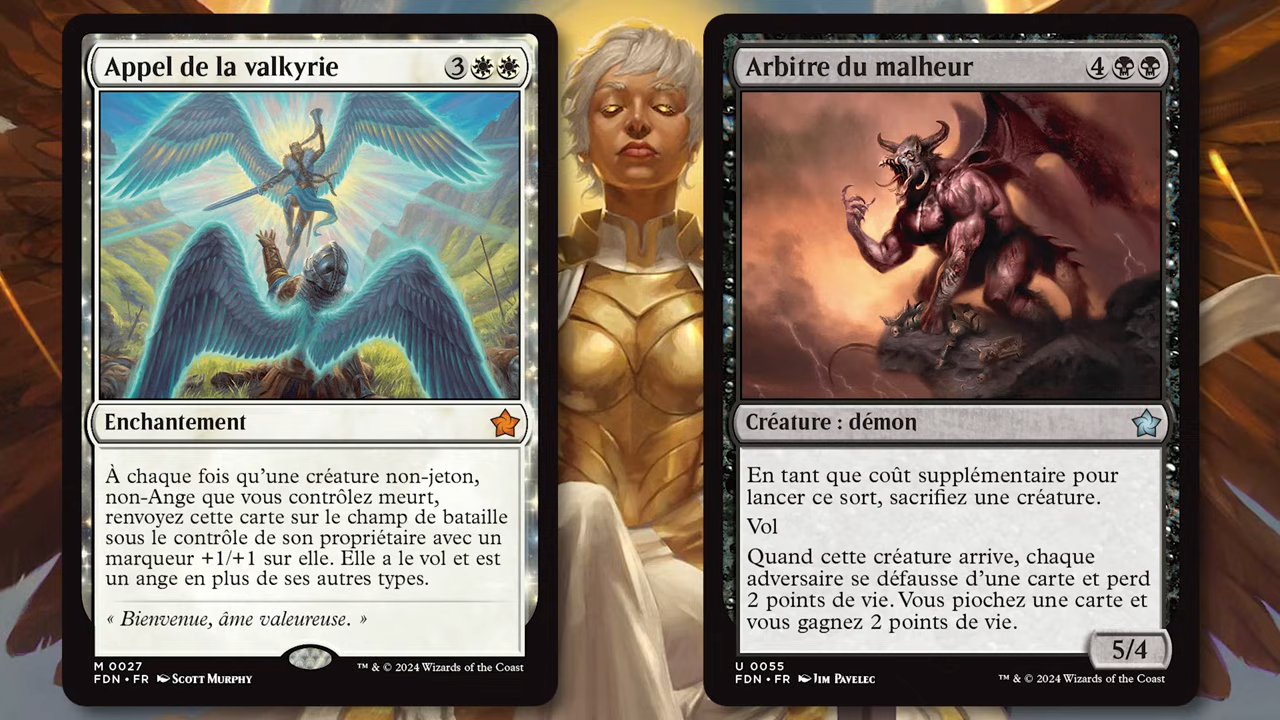 Appel de la valkyrie
3
Enchantement
À chaque fois qu’une créature non-jeton,
non-Ange que vous contrôlez meurt,
renvoyez cette carte sur le champ de bataille
sous le contrôle de son propriétaire avec un
marqueur +1/+1 sur elle. Elle a le vol et est
un ange en plus de ses autres types.
« Bienvenue, âme valeureuse. »
M 0027
FDN • FR Scott Murphy
™ & © 2024 Wizards of the Coast
Arbitre du malheur
4
Créature : démon
En tant que coût supplémentaire pour
lancer ce sort, sacrifiez une créature.
Vol
Quand cette créature arrive, chaque
adversaire se défausse d’une carte et perd
2 points de vie. Vous piochez une carte et
vous gagnez 2 points de vie.
5/4
U 0055
FDN • FR Jim Pavelec
™ & © 2024 Wizards of the Coast